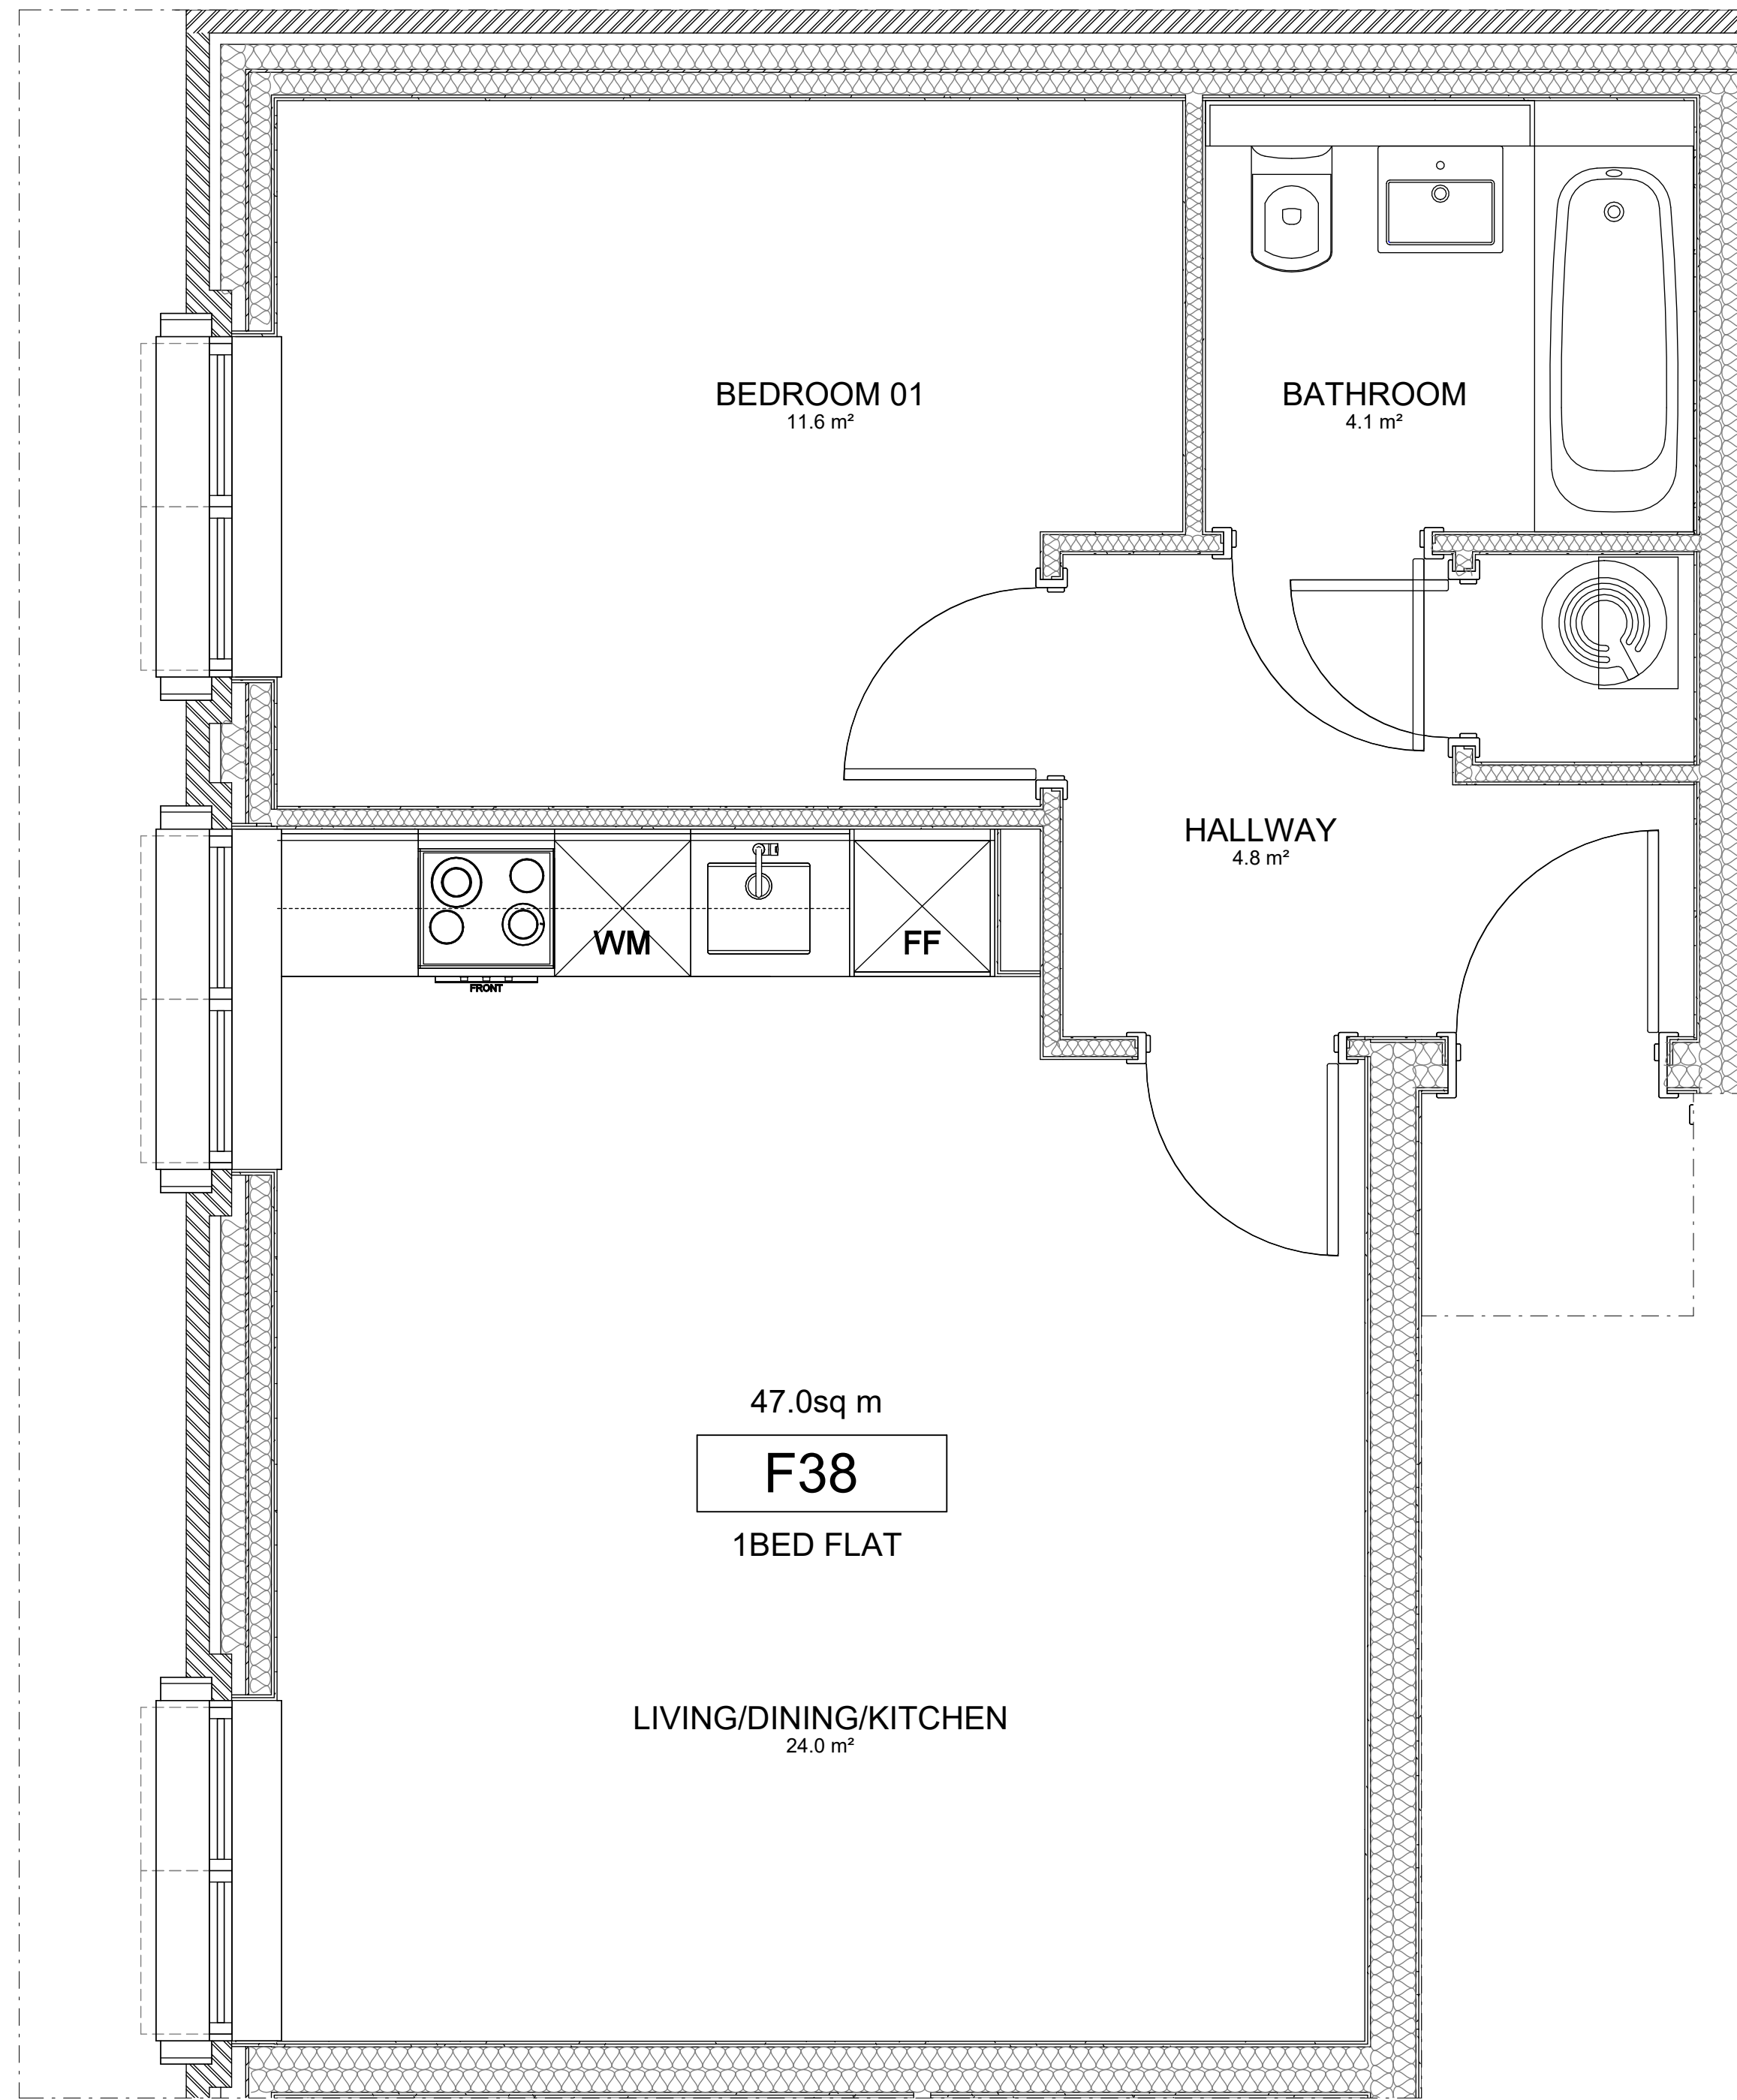 BEDROOM 01
11.6 m²
BATHROOM
4.1 m²
HALLWAY
4.8 m²
WM
FF
FRONT
47.0sq m
F38
1BED FLAT
LIVING/DINING/KITCHEN
24.0 m²